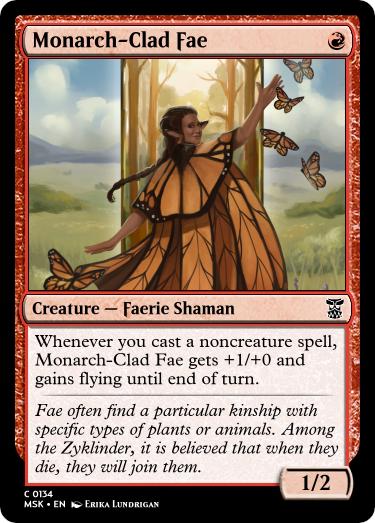 Monarch-Clad Fae
Creature — Faerie Shaman
Whenever you cast a noncreature spell,
Monarch-Clad Fae gets +1/+0 and
gains flying until end of turn.
Fae often find a particular kinship with
specific types of plants or animals. Among
the Zyklinder, it is believed that when they
die, they will join them.
1/2
C 0134
MSK • EN Erika Lundrigan